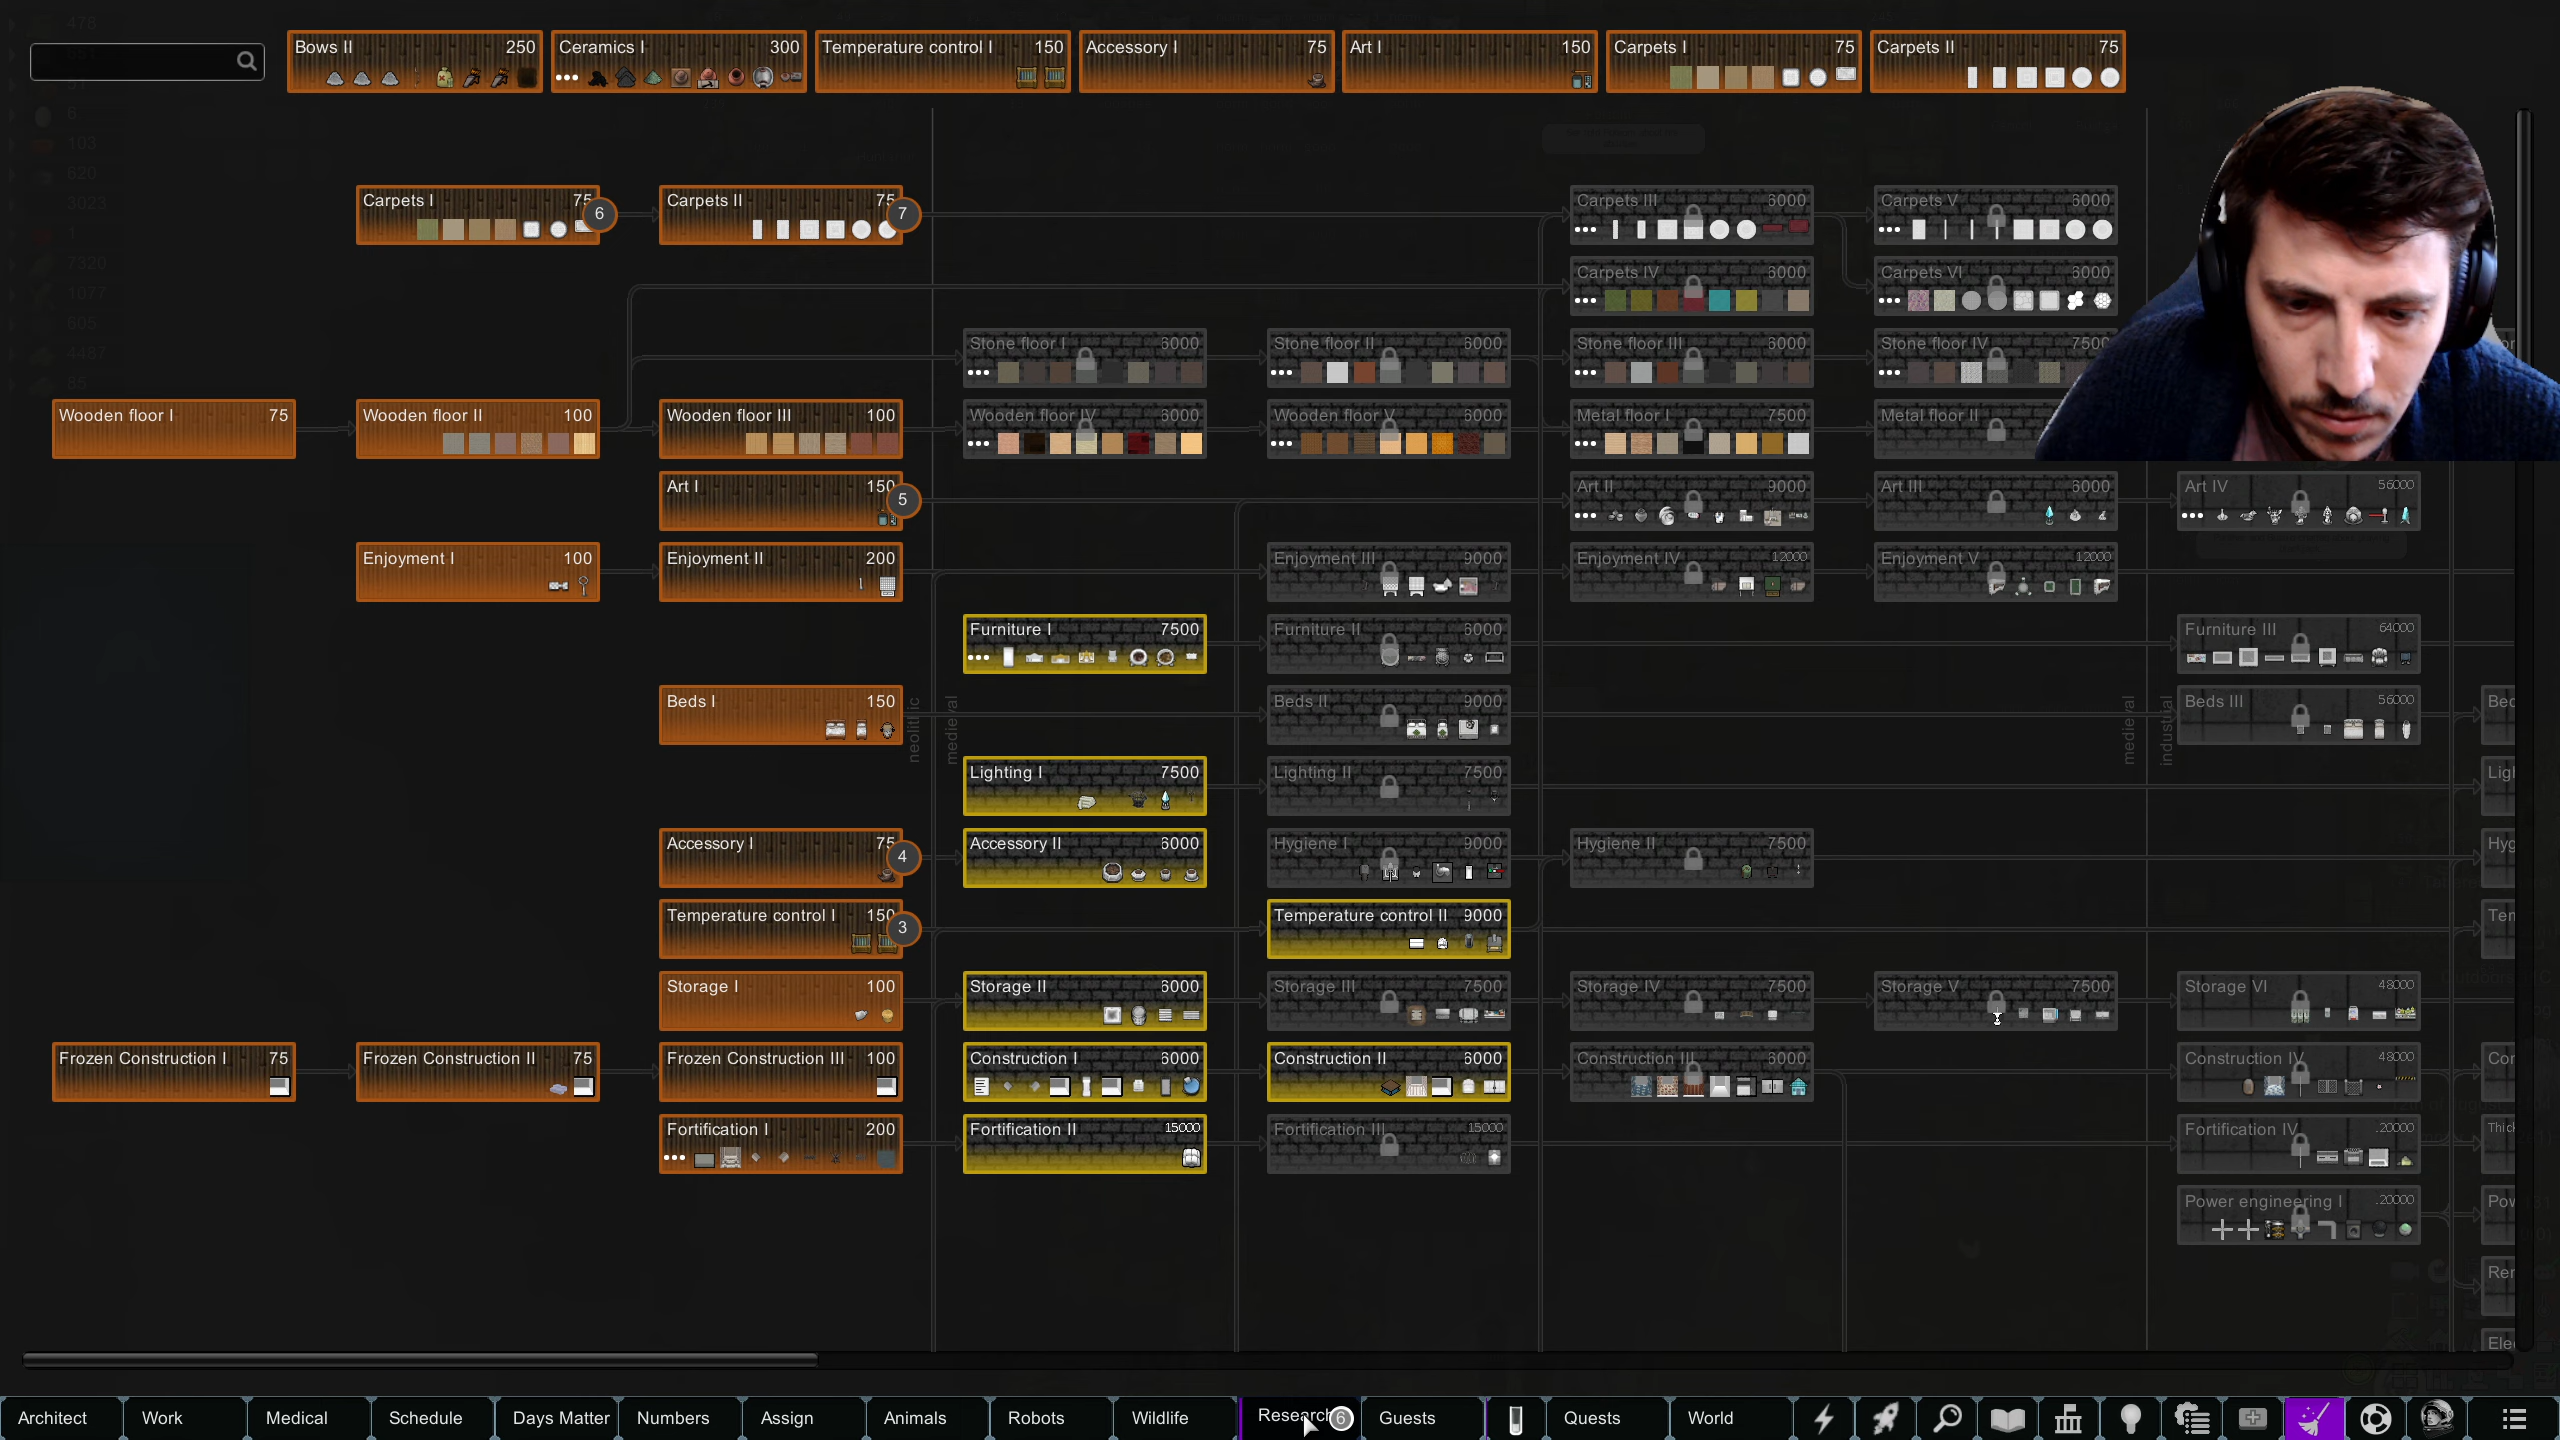 Bows II 250
Ceramics I 300
Temperature control I 150
Accessory I 75
Art I 150
Carpets I 75
Carpets II 75
Carpets I 75 6
Carpets II 75 7
Carpets III 6000
Carpets V 6000
Carpets IV 6000
Carpets VI 6000
Stone floor I 6000
Stone floor II 6000
Stone floor III 6000
Stone floor IV 7500
Wooden floor I 75
Wooden floor II 100
Wooden floor III 100
Wooden floor IV 6000
Wooden floor V 6000
Metal floor I 7500
Metal floor II
Art I 150 5
Art II 9000
Art III 6000
Art IV 56000
Enjoyment I 100
Enjoyment II 200
Enjoyment III 9000
Enjoyment IV 12000
Enjoyment V 12000
Furniture I 7500
Furniture II 6000
Furniture III 64000
Beds I 150
Beds II 9000
Beds III 56000
neolithic
medieval
medieval
industrial
Lighting I 7500
Lighting II 7500
Accessory I 75 4
Accessory II 6000
Hygiene I 9000
Hygiene II 7500
Temperature control I 150 3
Temperature control II 9000
Storage I 100
Storage II 6000
Storage III 7500
Storage IV 7500
Storage V 7500
Storage VI 48000
Frozen Construction I 75
Frozen Construction II 75
Frozen Construction III 100
Construction I 6000
Construction II 6000
Construction III 6000
Construction IV 48000
Fortification I 200
Fortification II 15000
Fortification III 15000
Fortification IV .20000
Power engineering I .20000
Architect
Work
Medical
Schedule
Days Matter
Numbers
Assign
Animals
Robots
Wildlife
Research 6
Guests
Quests
World